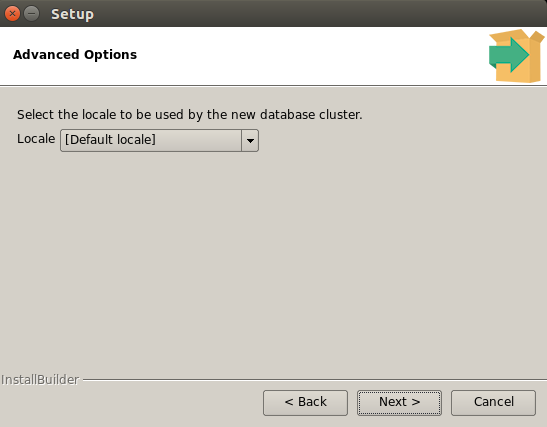 Setup
Advanced Options
Select the locale to be used by the new database cluster.
Locale [Default locale]
InstallBuilder
< Back Next > Cancel